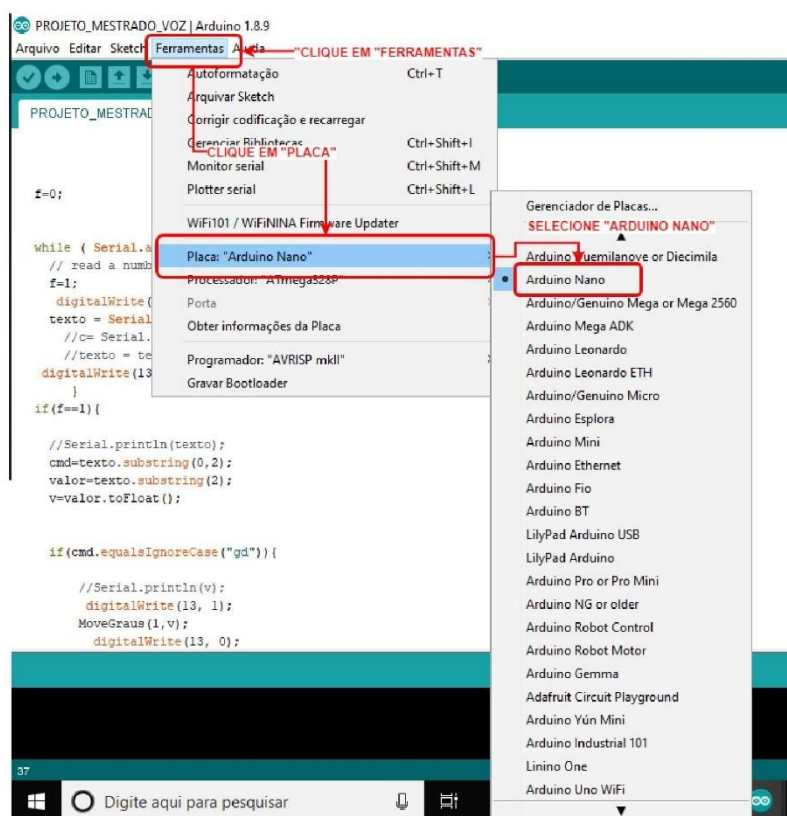 PROJETO_MESTRADO_VOZ | Arduino 1.8.9
Arquivo Editar Sketch Ferramentas Ajuda
"CLIQUE EM "FERRAMENTAS"
PROJETO_MESTRAD
Autoformatação Ctrl+T
Arquivar Sketch
Corrigir codificação e recarregar
Gerenciar Bibliotecas... Ctrl+Shift+I
CLIQUE EM "PLACA"
Monitor serial Ctrl+Shift+M
Plotter serial Ctrl+Shift+L
WiFi101 / WiFiNINA Firmware Updater
Placa: "Arduino Nano"
Processador: "ATmega328P"
Porta
Obter informações da Placa
Programador: "AVRISP mkII"
Gravar Bootloader
Gerenciador de Placas...
SELECIONE "ARDUINO NANO"
Arduino Duemilanove or Diecimila
Arduino Nano
Arduino/Genuino Mega or Mega 2560
Arduino Mega ADK
Arduino Leonardo
Arduino Leonardo ETH
Arduino/Genuino Micro
Arduino Esplora
Arduino Mini
Arduino Ethernet
Arduino Fio
Arduino BT
LilyPad Arduino USB
LilyPad Arduino
Arduino Pro or Pro Mini
Arduino NG or older
Arduino Robot Control
Arduino Robot Motor
Arduino Gemma
Adafruit Circuit Playground
Arduino Yún Mini
Arduino Industrial 101
Linino One
Arduino Uno WiFi
f=0;
while ( Serial.a
// read a numb
f=1;
digitalWrite(
texto = Serial
//c= Serial.
//texto = te
digitalWrite(13
}
if(f==1){
//Serial.println(texto);
cmd=texto.substring(0,2);
valor=texto.substring(2);
v=valor.toFloat();
if(cmd.equalsIgnoreCase("gd")){
//Serial.println(v);
digitalWrite(13, 1);
MoveGraus(1,v);
digitalWrite(13, 0);
37
Digite aqui para pesquisar